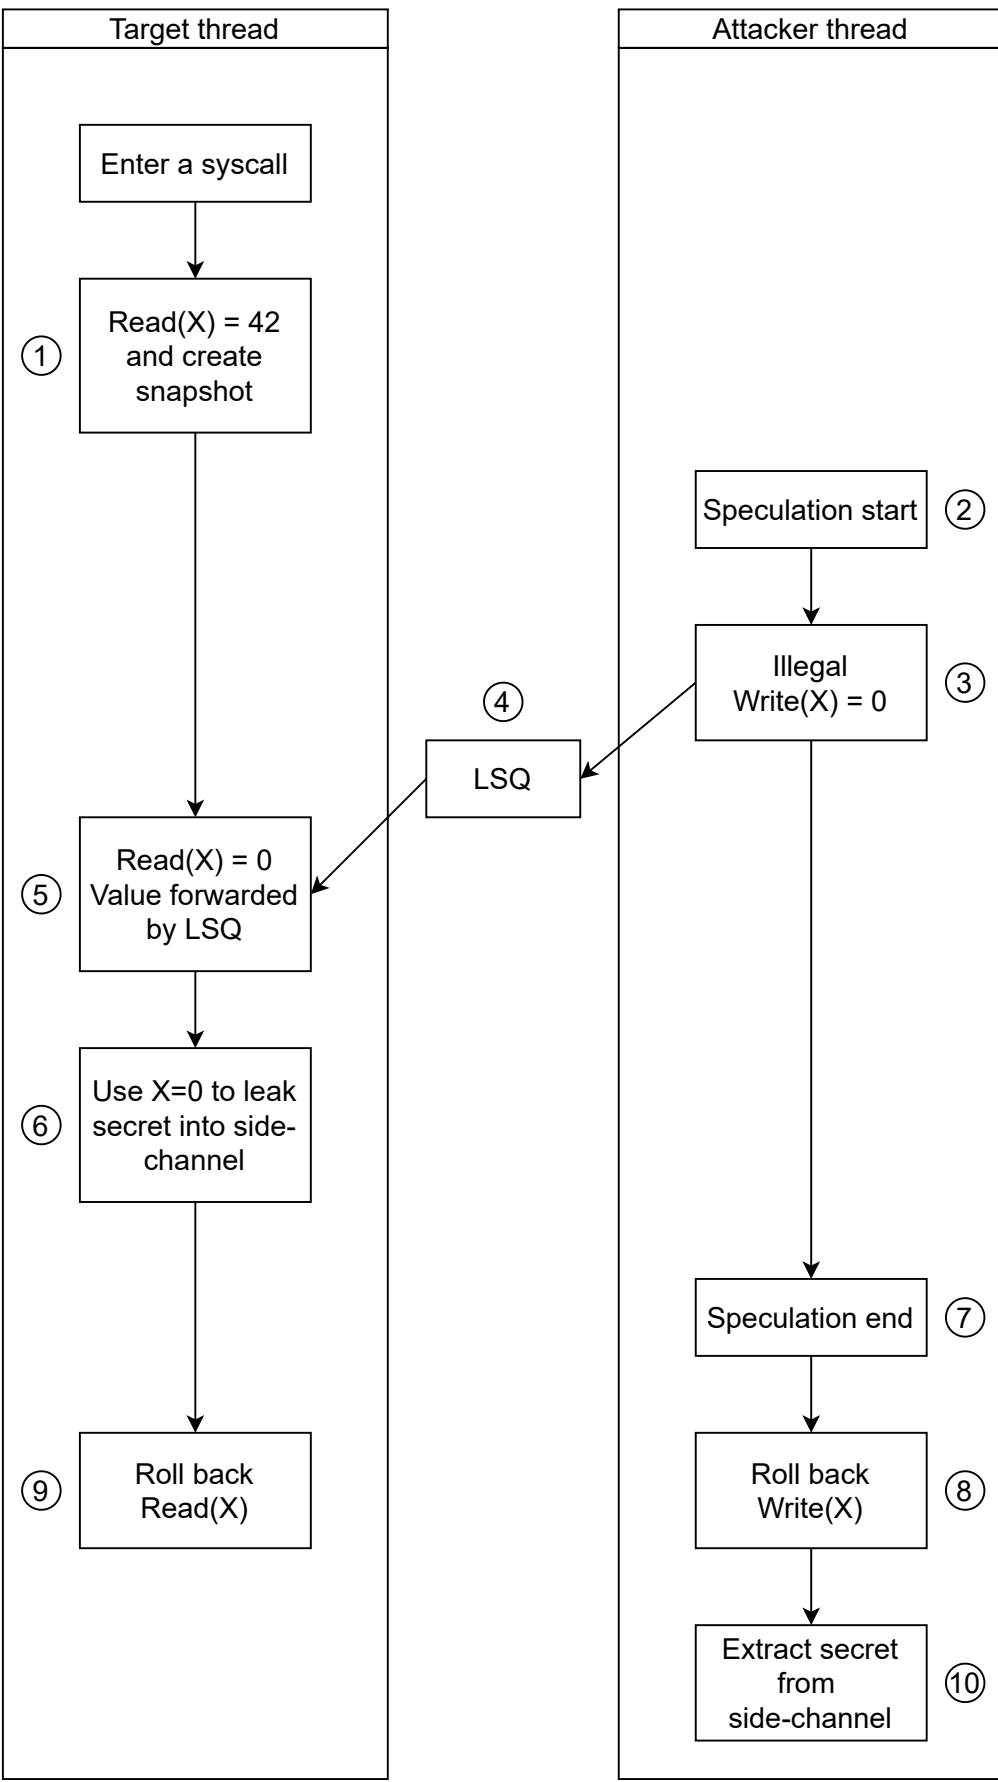 Target thread
Attacker thread
Enter a syscall
1
Read(X) = 42
and create
snapshot
Speculation start
2
Illegal
Write(X) = 0
3
4
LSQ
5
Read(X) = 0
Value forwarded
by LSQ
6
Use X=0 to leak
secret into side-
channel
Speculation end
7
9
Roll back
Read(X)
Roll back
Write(X)
8
Extract secret
from
side-channel
10